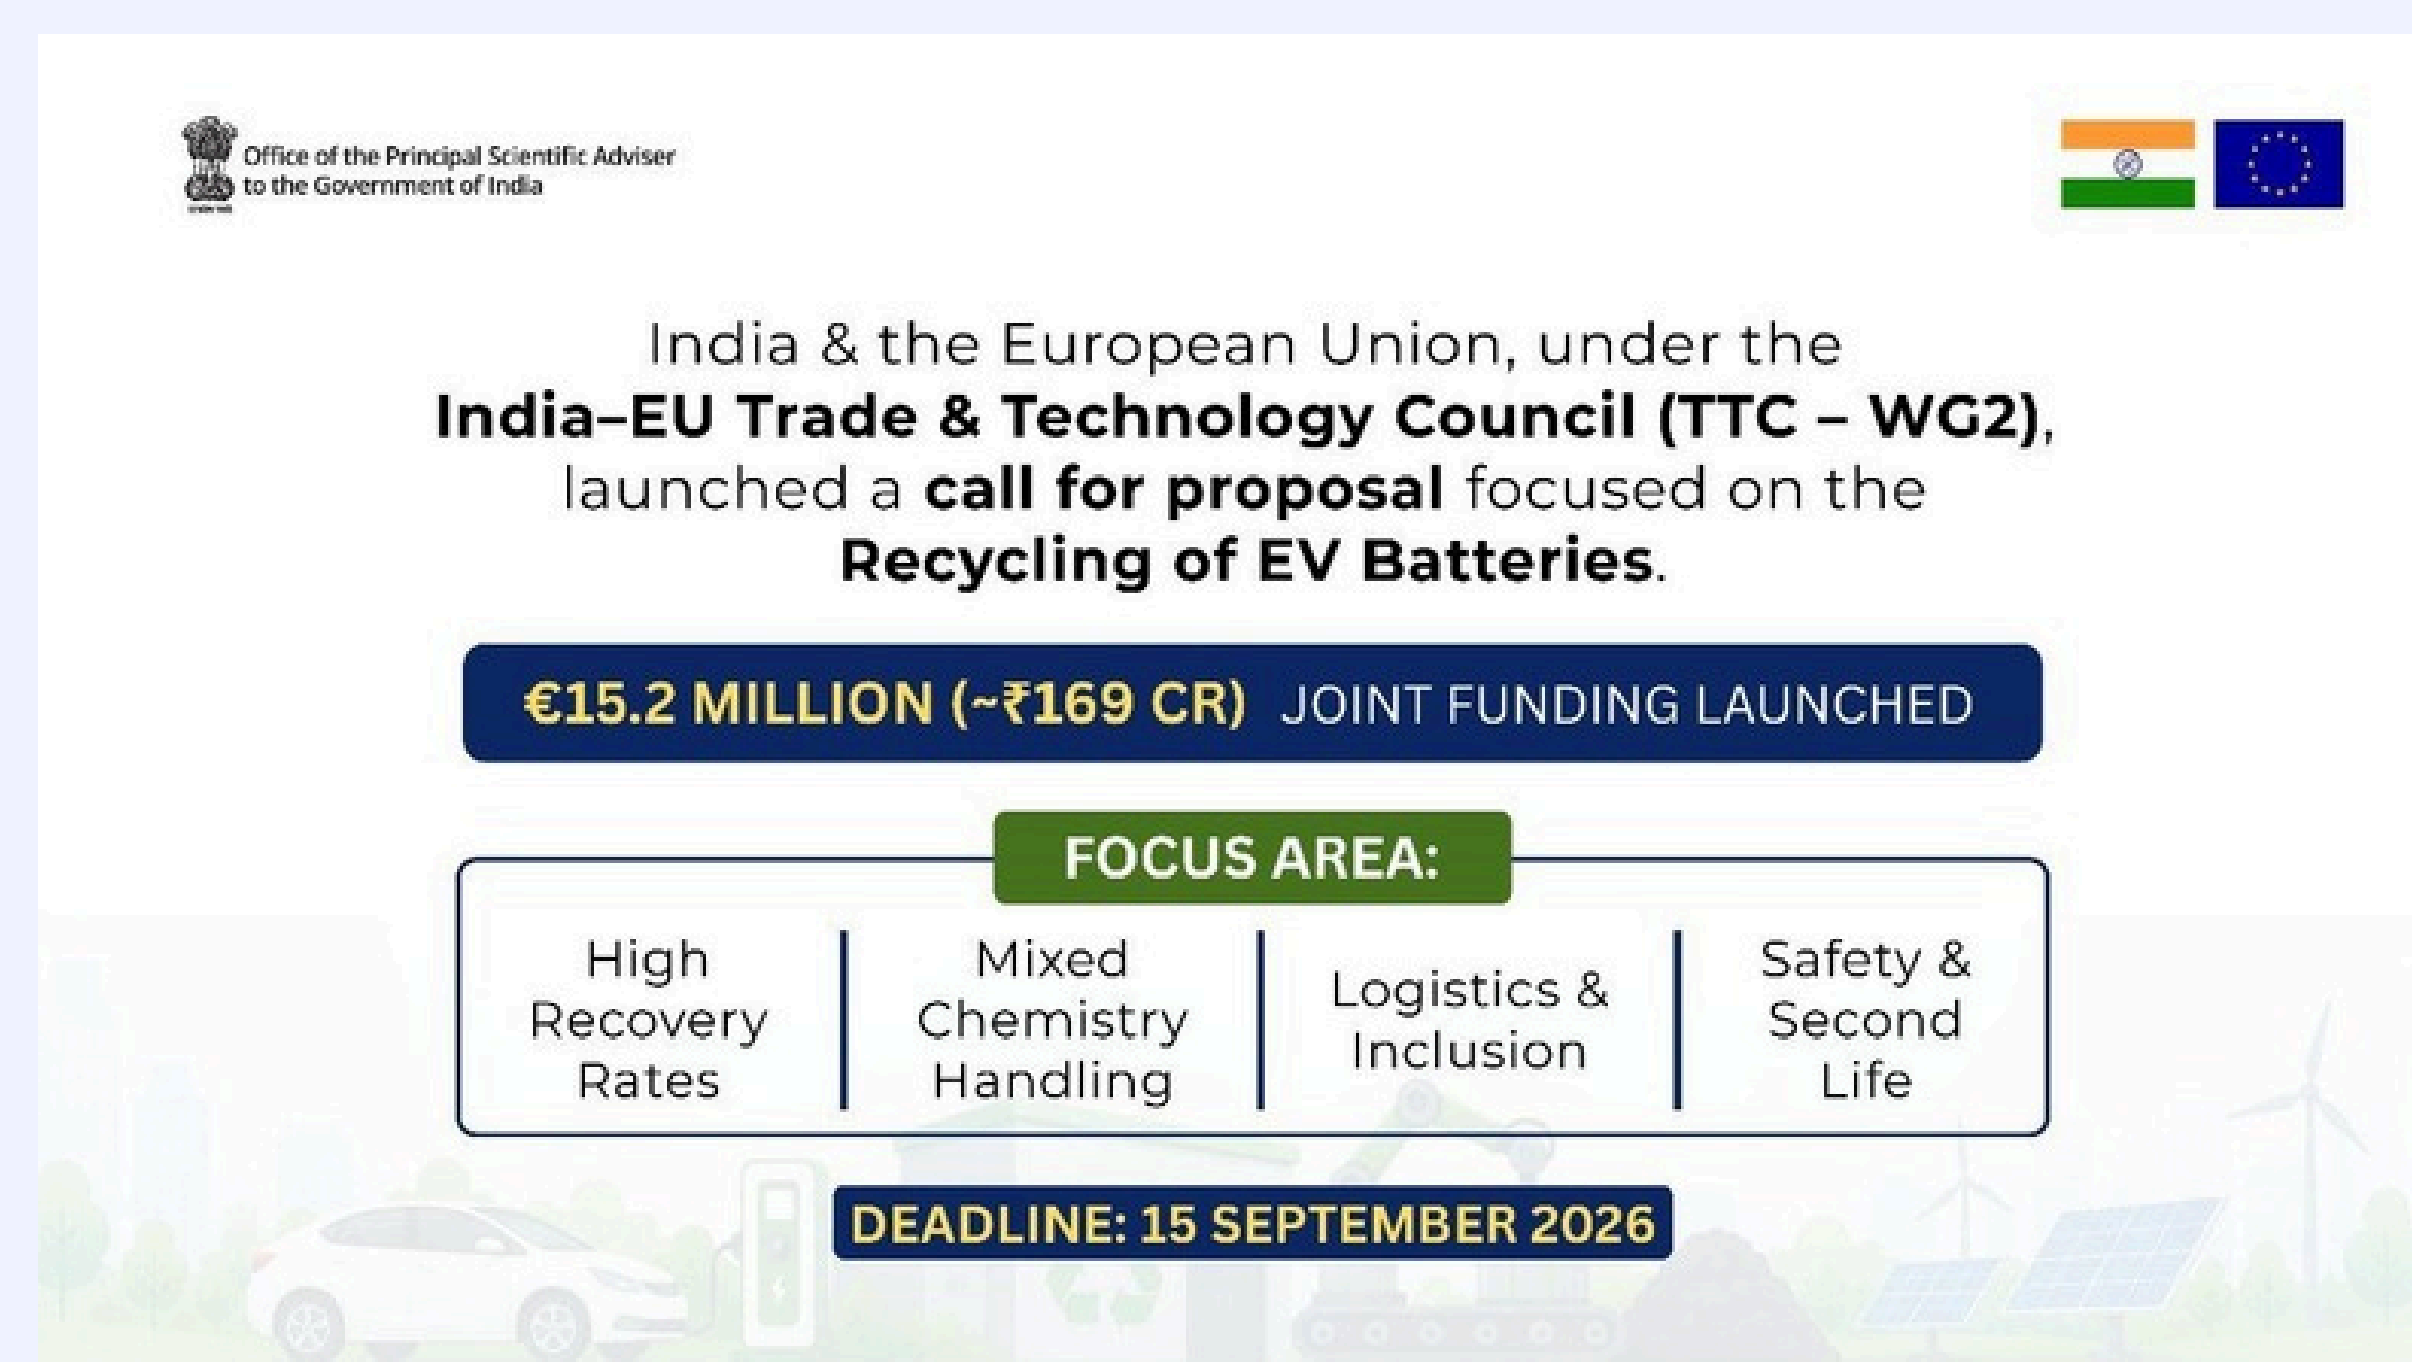 Office of the Principal Scientific Adviser
to the Government of India
India & the European Union, under the
India–EU Trade & Technology Council (TTC – WG2),
launched a call for proposal focused on the
Recycling of EV Batteries.
€15.2 MILLION (~₹169 CR) JOINT FUNDING LAUNCHED
FOCUS AREA:
High
Recovery
Rates
Mixed
Chemistry
Handling
Logistics &
Inclusion
Safety &
Second
Life
DEADLINE: 15 SEPTEMBER 2026